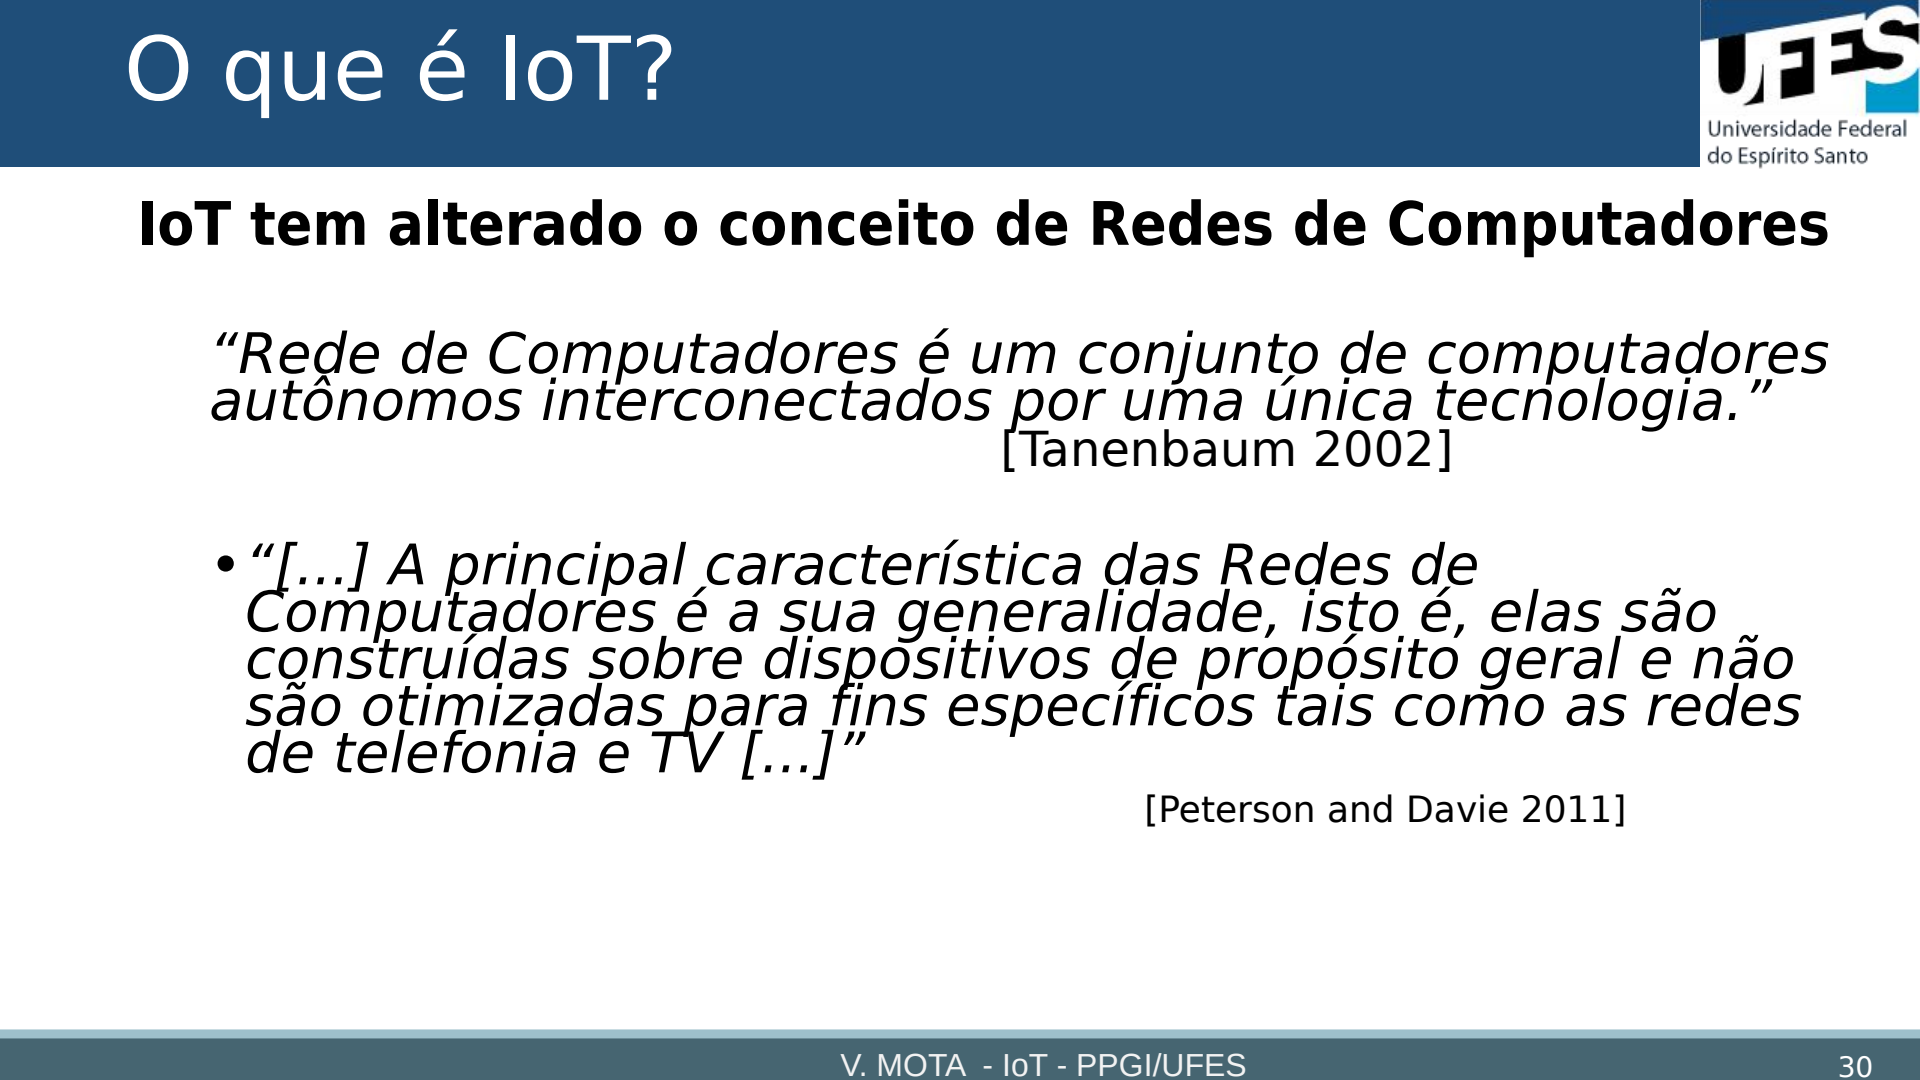 O que é IoT?
UFES
Universidade Federal
do Espírito Santo
IoT tem alterado o conceito de Redes de Computadores
“Rede de Computadores é um conjunto de computadores
autônomos interconectados por uma única tecnologia.”
[Tanenbaum 2002]
•“[...] A principal característica das Redes de
Computadores é a sua generalidade, isto é, elas são
construídas sobre dispositivos de propósito geral e não
são otimizadas para fins específicos tais como as redes
de telefonia e TV [...]”
[Peterson and Davie 2011]
V. MOTA - IoT - PPGI/UFES
30